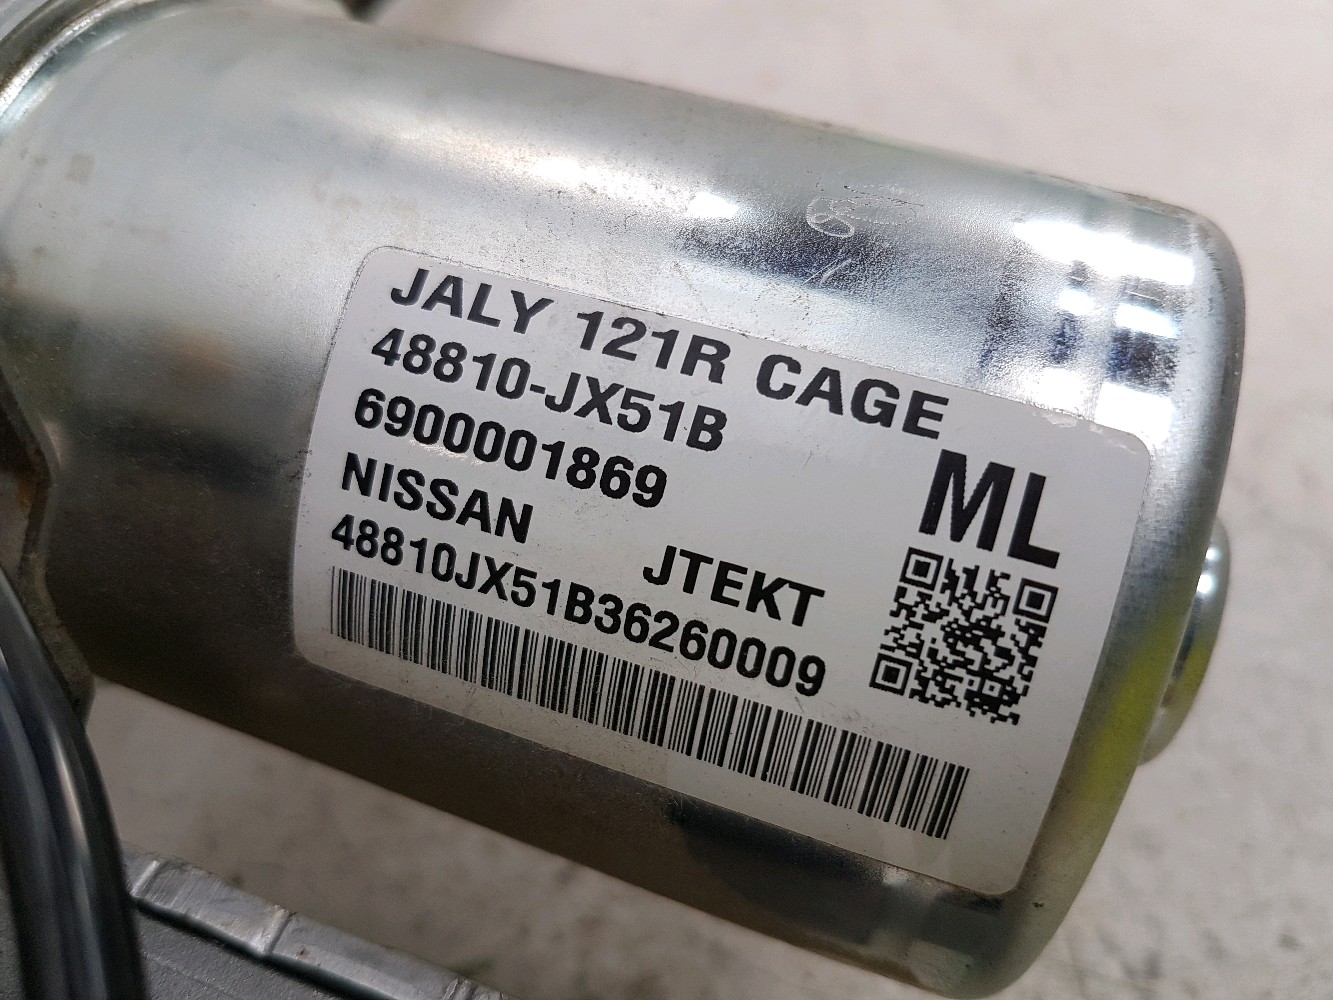 JALY 121R CAGE
48810-JX51B
6900001869
NISSAN
JTEKT
ML
48810JX51B36260009